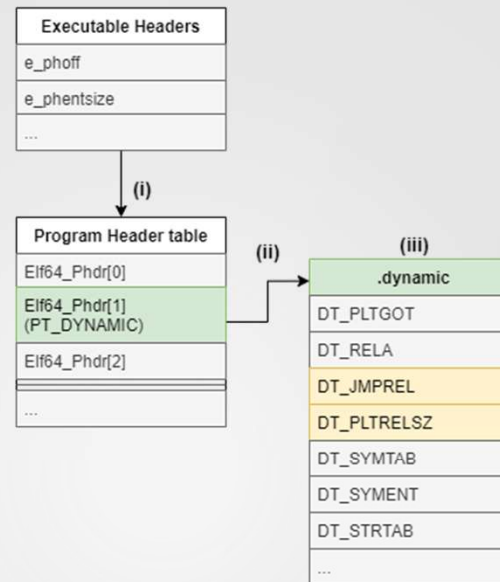 Executable Headers
e_phoff
e_phentsize
...
(i)
Program Header table
Elf64_Phdr[0]
Elf64_Phdr[1]
(PT_DYNAMIC)
Elf64_Phdr[2]
...
(ii)
(iii)
.dynamic
DT_PLTGOT
DT_RELA
DT_JMPREL
DT_PLTRELSZ
DT_SYMTAB
DT_SYMENT
DT_STRTAB
...